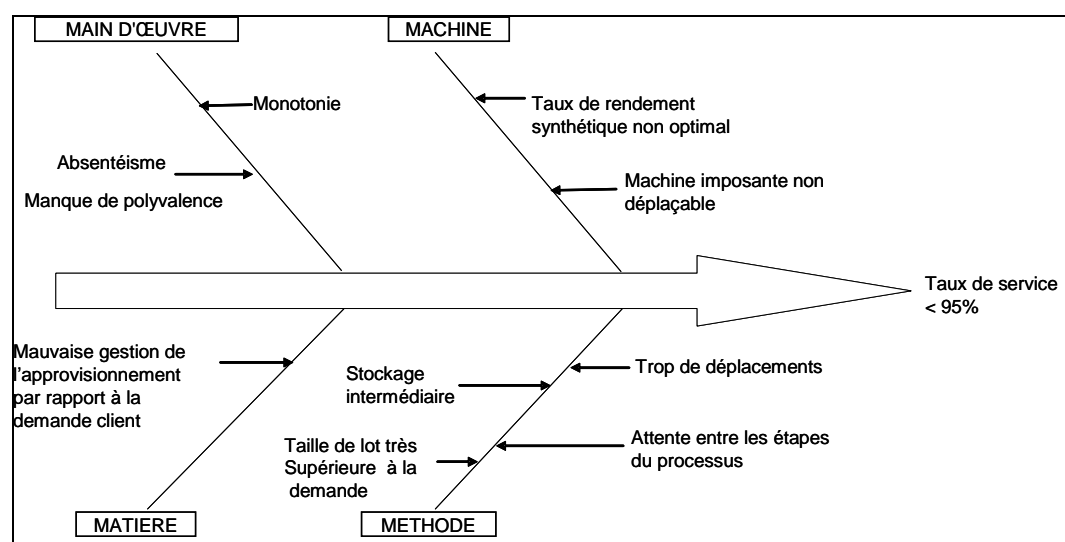 MAIN D'ŒUVRE
MACHINE
Monotonie
Absentéisme
Manque de polyvalence
Taux de rendement
synthétique non optimal
Machine imposante non
déplaçable
Taux de service
< 95%
Mauvaise gestion de
l'approvisionnement
par rapport à la
demande client
Stockage
intermédiaire
Trop de déplacements
Taille de lot très
Supérieure à la
demande
Attente entre les étapes
du processus
MATIERE
METHODE